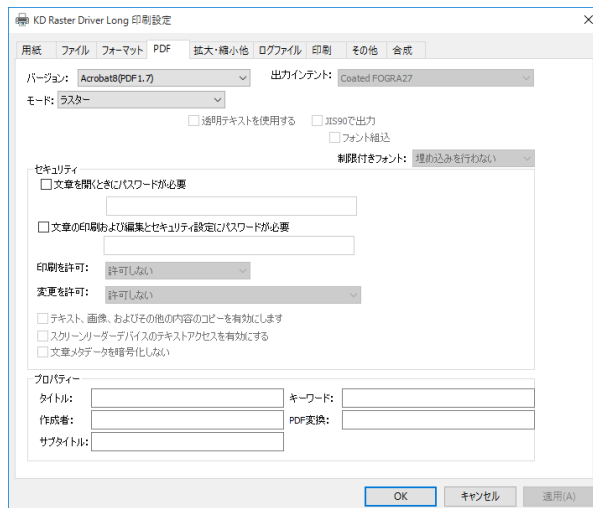 KD Raster Driver Long 印刷設定
用紙 ファイル フォーマット PDF 拡大・縮小他 ログファイル 印刷 その他 合成
バージョン: Acrobat8(PDF1.7) 出力インテント: Coated FOGRA27
モード: ラスター
透明テキストを使用する JIS90で出力
フォント組込
制限付きフォント: 埋め込みを行わない
セキュリティ
文章を開くときにパスワードが必要
文章の印刷および編集とセキュリティ設定にパスワードが必要
印刷を許可: 許可しない
変更を許可: 許可しない
テキスト、画像、およびその他の内容のコピーを有効にします
スクリーンリーダーデバイスのテキストアクセスを有効にする
文章メタデータを暗号化しない
プロパティー
タイトル: キーワード:
作成者: PDF変換:
サブタイトル:
OK キャンセル 適用(A)